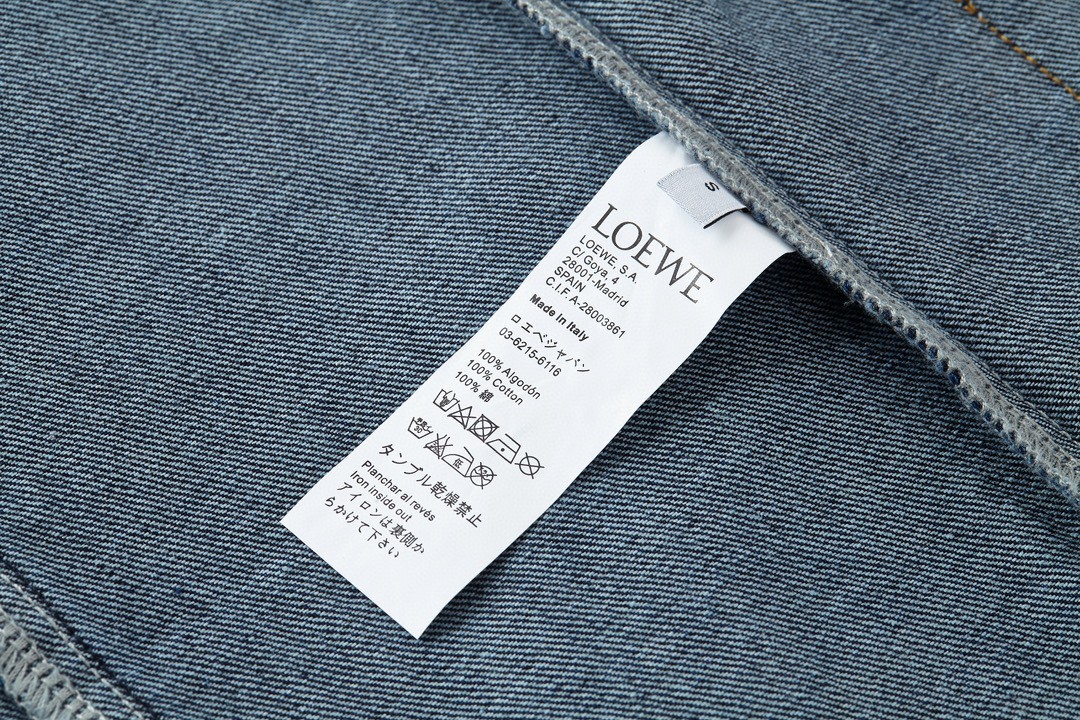 S
LOEWE
LOEWE, S.A.
C/ Goya, 4
28001-Madrid
SPAIN
C.I.F. A-28003861
Made in Italy
ロエベジャパン
03-6215-6116
100% Algodón
100% Cotton
100% 綿
タンブル乾燥禁止
Planchar al revés
Iron inside out
アイロンは裏側か
らかけて下さい